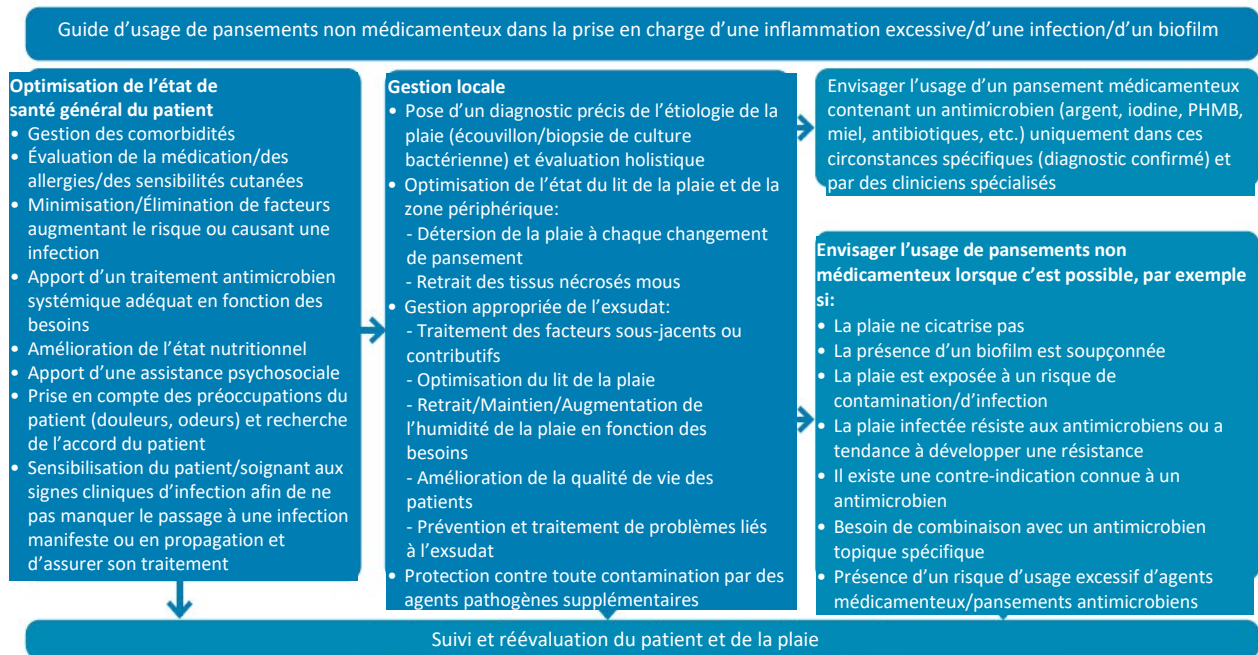 Guide d’usage de pansements non médicamenteux dans la prise en charge d’une inflammation excessive/d’une infection/d’un biofilm
Optimisation de l’état de
santé général du patient
• Gestion des comorbidités
• Évaluation de la médication/des
allergies/des sensibilités cutanées
• Minimisation/Élimination de facteurs
augmentant le risque ou causant une
infection
• Apport d’un traitement antimicrobien
systémique adéquat en fonction des
besoins
• Amélioration de l’état nutritionnel
• Apport d’une assistance psychosociale
• Prise en compte des préoccupations du
patient (douleurs, odeurs) et recherche
de l’accord du patient
• Sensibilisation du patient/soignant aux
signes cliniques d’infection afin de ne
pas manquer le passage à une infection
manifeste ou en propagation et
d’assurer son traitement
Gestion locale
• Pose d’un diagnostic précis de l’étiologie de la
plaie (écouvillon/biopsie de culture
bactérienne) et évaluation holistique
• Optimisation de l’état du lit de la plaie et de la
zone périphérique:
- Détersion de la plaie à chaque changement
de pansement
- Retrait des tissus nécrosés mous
• Gestion appropriée de l’exsudat:
- Traitement des facteurs sous-jacents ou
contributifs
- Optimisation du lit de la plaie
- Retrait/Maintien/Augmentation de
l’humidité de la plaie en fonction des
besoins
- Amélioration de la qualité de vie des
patients
- Prévention et traitement de problèmes liés
à l’exsudat
• Protection contre toute contamination par des
agents pathogènes supplémentaires
Envisager l’usage d’un pansement médicamenteux
contenant un antimicrobien (argent, iodine, PHMB,
miel, antibiotiques, etc.) uniquement dans ces
circonstances spécifiques (diagnostic confirmé) et
par des cliniciens spécialisés
Envisager l’usage de pansements non
médicamenteux lorsque c’est possible, par exemple
si:
• La plaie ne cicatrise pas
• La présence d’un biofilm est soupçonnée
• La plaie est exposée à un risque de
contamination/d’infection
• La plaie infectée résiste aux antimicrobiens ou a
tendance à développer une résistance
• Il existe une contre-indication connue à un
antimicrobien
• Besoin de combinaison avec un antimicrobien
topique spécifique
• Présence d’un risque d’usage excessif d’agents
médicamenteux/pansements antimicrobiens
Suivi et réévaluation du patient et de la plaie